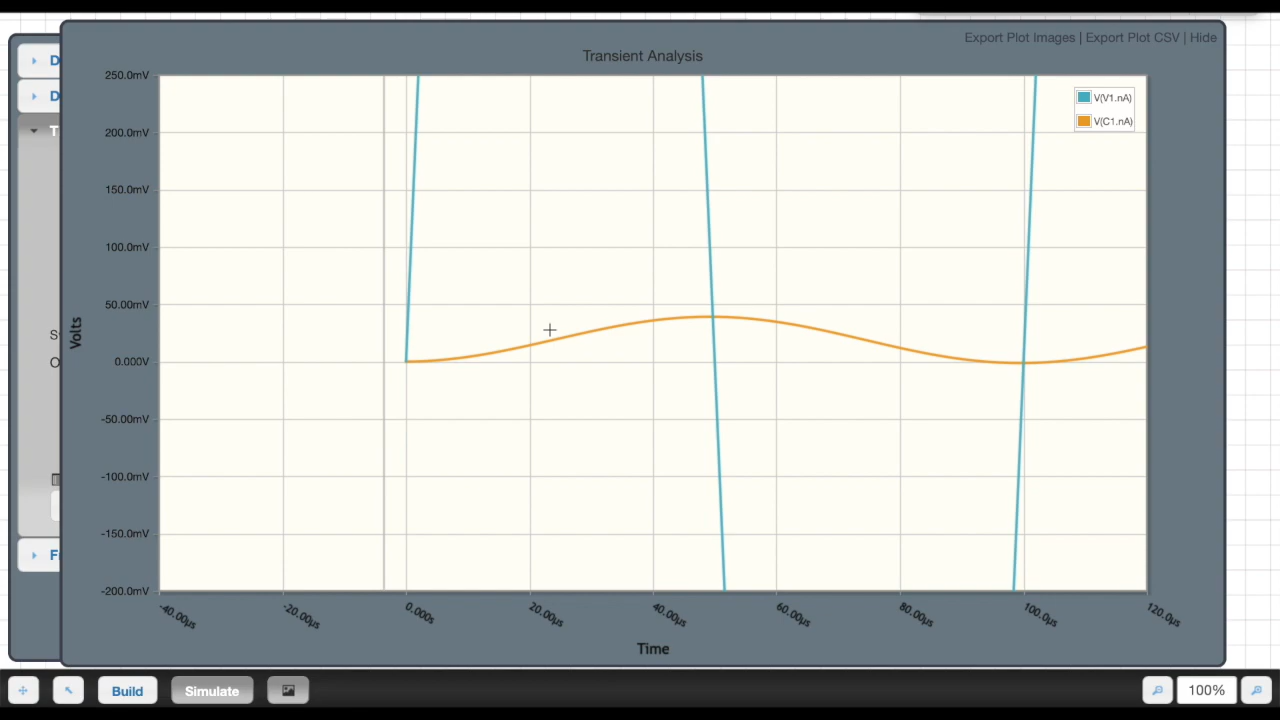 Export Plot Images | Export Plot CSV | Hide
Transient Analysis
D
D
T
S
O
F
Volts
250.0mV
200.0mV
150.0mV
100.0mV
50.00mV
0.000V
-50.00mV
-100.0mV
-150.0mV
-200.0mV
V(V1.nA)
V(C1.nA)
-40.00µs
-20.00µs
0.000s
20.00µs
40.00µs
60.00µs
80.00µs
100.0µs
120.0µs
Time
Build
Simulate
100%